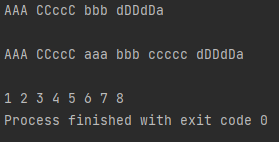 AAA CCccC bbb dDDdDa
AAA CCccC aaa bbb ccccc dDDdDa
1 2 3 4 5 6 7 8
Process finished with exit code 0